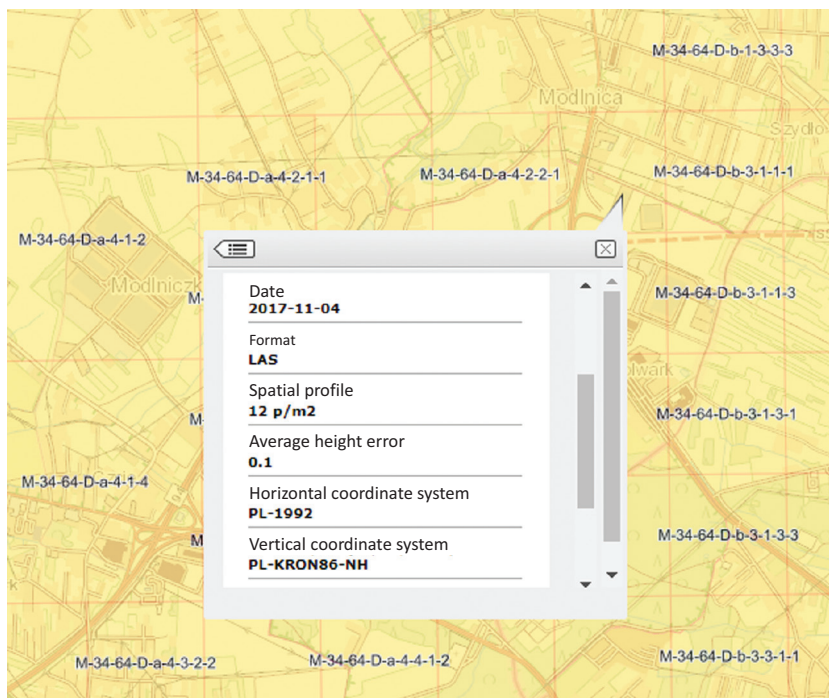 M-34-64-D-b-1-3-3-3
Modlnica
Szydło
M-34-64-D-a-4-2-1-1
M-34-64-D-a-4-2-2-1
M-34-64-D-b-3-1-1-1
M-34-64-D-a-4-1-2
Modlniczk
M-
Date
2017-11-04
M-34-64-D-b-3-1-1-3
Format
LAS
olwark
Spatial profile
12 p/m2
M-34-64-D-b-3-1-3-1
M
Average height error
0.1
M-34-64-D-a-4-1-4
Horizontal coordinate system
PL-1992
M
M-34-64-D-b-3-1-3-3
Vertical coordinate system
PL-KRON86-NH
M-34-64-D-a-4-3-2-2
M-34-64-D-a-4-4-1-2
M-34-64-D-b-3-3-1-1